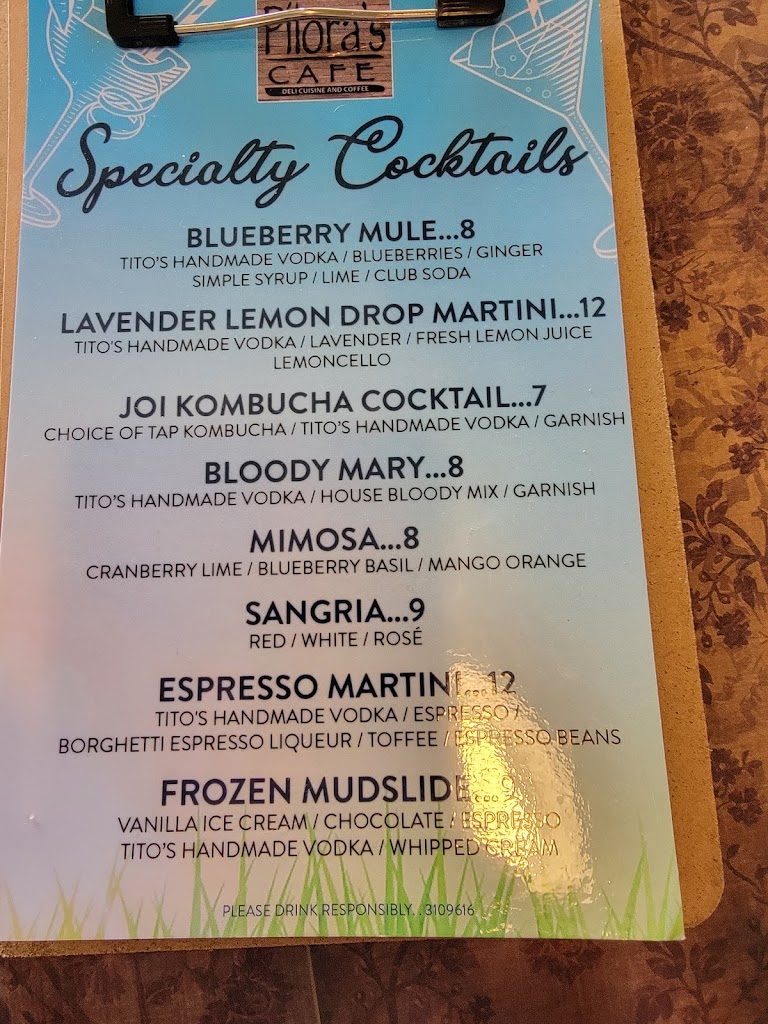 Pilora's
CAFE
DELI CUISINE AND COFFEE
Specialty Cocktails
BLUEBERRY MULE...8
TITO'S HANDMADE VODKA / BLUEBERRIES / GINGER
SIMPLE SYRUP / LIME / CLUB SODA
LAVENDER LEMON DROP MARTINI...12
TITO'S HANDMADE VODKA / LAVENDER / FRESH LEMON JUICE
LEMONCELLO
JOI KOMBUCHA COCKTAIL...7
CHOICE OF TAP KOMBUCHA / TITO'S HANDMADE VODKA / GARNISH
BLOODY MARY...8
TITO'S HANDMADE VODKA / HOUSE BLOODY MIX / GARNISH
MIMOSA...8
CRANBERRY LIME / BLUEBERRY BASIL / MANGO ORANGE
SANGRIA...9
RED / WHITE / ROSÉ
ESPRESSO MARTINI...12
TITO'S HANDMADE VODKA / ESPRESSO /
BORGHETTI ESPRESSO LIQUEUR / TOFFEE / ESPRESSO BEANS
FROZEN MUDSLIDE...9
VANILLA ICE CREAM / CHOCOLATE / ESPRESSO
TITO'S HANDMADE VODKA / WHIPPED CREAM
PLEASE DRINK RESPONSIBLY. . 3109616